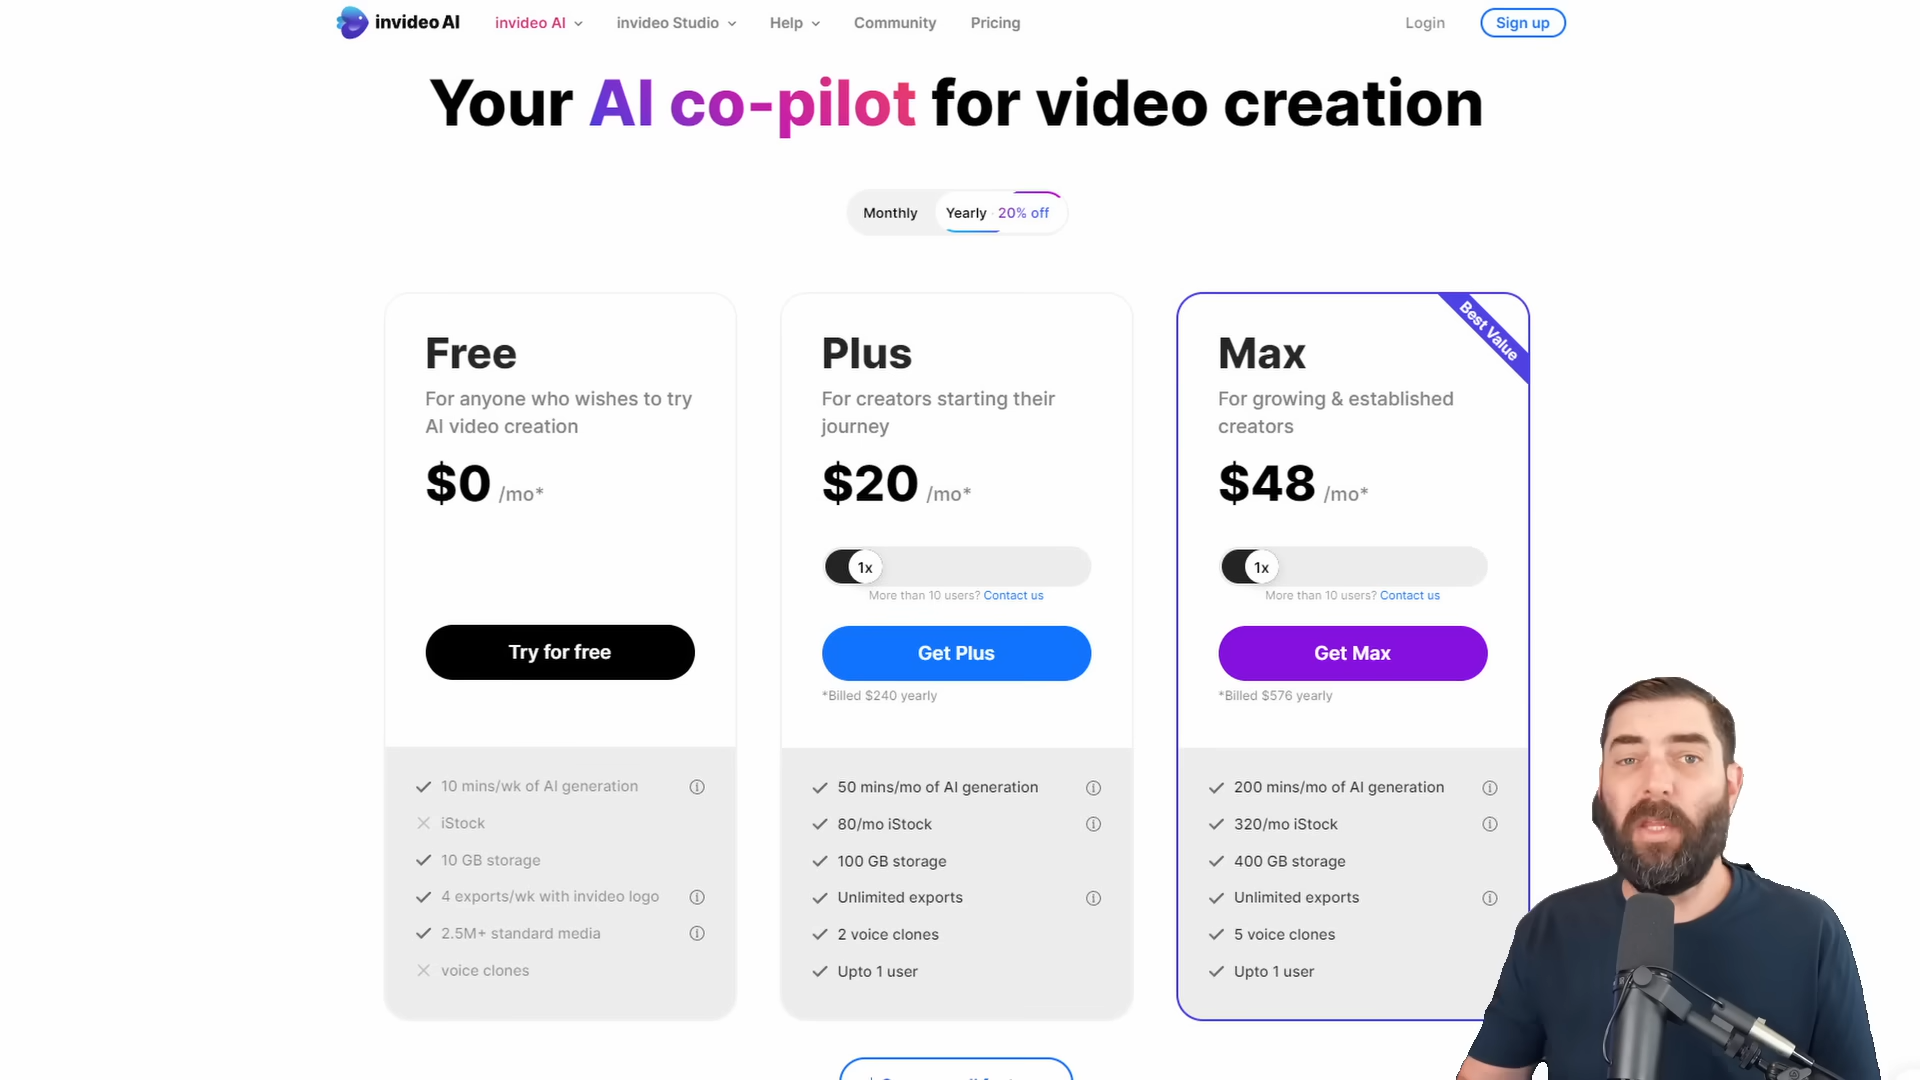 invideo AI
invideo AI
invideo Studio
Help
Community
Pricing
Login
Sign up
Your AI co-pilot for video creation
Monthly
Yearly · 20% off
Free
For anyone who wishes to try
AI video creation
$0 /mo*
Try for free
10 mins/wk of AI generation
iStock
10 GB storage
4 exports/wk with invideo logo
2.5M+ standard media
voice clones
Plus
For creators starting their
journey
$20 /mo*
1x
More than 10 users? Contact us
Get Plus
*Billed $240 yearly
50 mins/mo of AI generation
80/mo iStock
100 GB storage
Unlimited exports
2 voice clones
Upto 1 user
Best Value
Max
For growing & established
creators
$48 /mo*
1x
More than 10 users? Contact us
Get Max
*Billed $576 yearly
200 mins/mo of AI generation
320/mo iStock
400 GB storage
Unlimited exports
5 voice clones
Upto 1 user